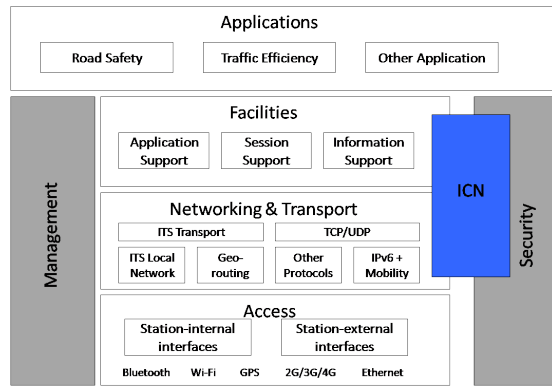 Applications
Road Safety
Traffic Efficiency
Other Application
Management
Facilities
Application
Support
Session
Support
Information
Support
Networking & Transport
ITS Transport
TCP/UDP
ITS Local
Network
Geo-
routing
Other
Protocols
IPv6 +
Mobility
Access
Station-internal
interfaces
Station-external
interfaces
Bluetooth Wi-Fi GPS 2G/3G/4G Ethernet
ICN
Security